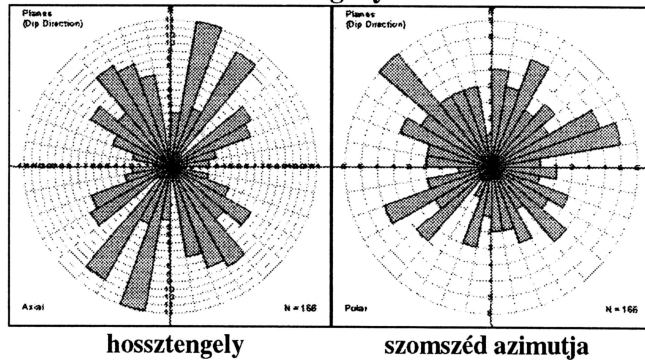 Planes
(Dip Direction)
Planes
(Dip Direction)
Axial
N = 166
Polar
N = 166
hossztengely
szomszéd azimutja